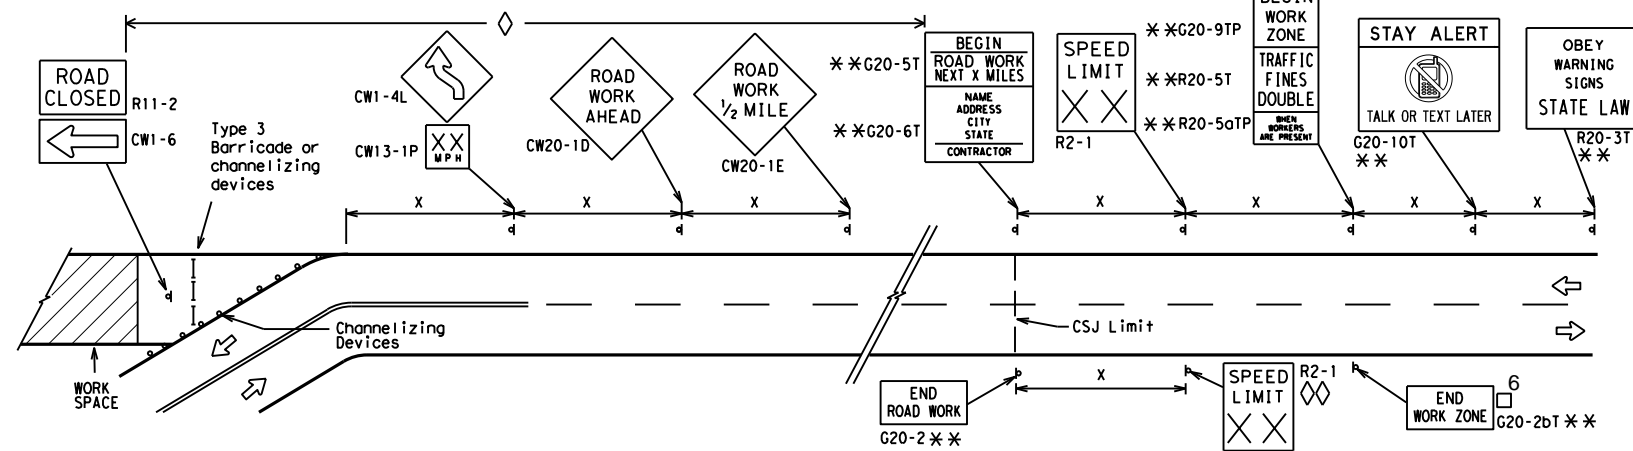 ROAD
CLOSED
R11-2
CW1-6
Type 3
Barricade or
channelizing
devices
CW1-4L
XX
MPH
CW13-1P
ROAD
WORK
AHEAD
CW20-1D
ROAD
WORK
1/2 MILE
CW20-1E
**G20-5T
BEGIN
ROAD WORK
NEXT X MILES
**G20-6T
NAME
ADDRESS
CITY
STATE
CONTRACTOR
SPEED
LIMIT
XX
R2-1
**G20-9TP
BEGIN
WORK
ZONE
**R20-5T
TRAFFIC
FINES
DOUBLE
**R20-5aTP
WHEN
WORKERS
ARE PRESENT
STAY ALERT
TALK OR TEXT LATER
G20-10T
**
OBEY
WARNING
SIGNS
STATE LAW
R20-3T
**
X
X
X
X
X
X
X
Channelizing
Devices
CSJ Limit
WORK
SPACE
END
ROAD WORK
G20-2**
X
SPEED
LIMIT
XX
R2-1
END
WORK ZONE
6
G20-2bT **